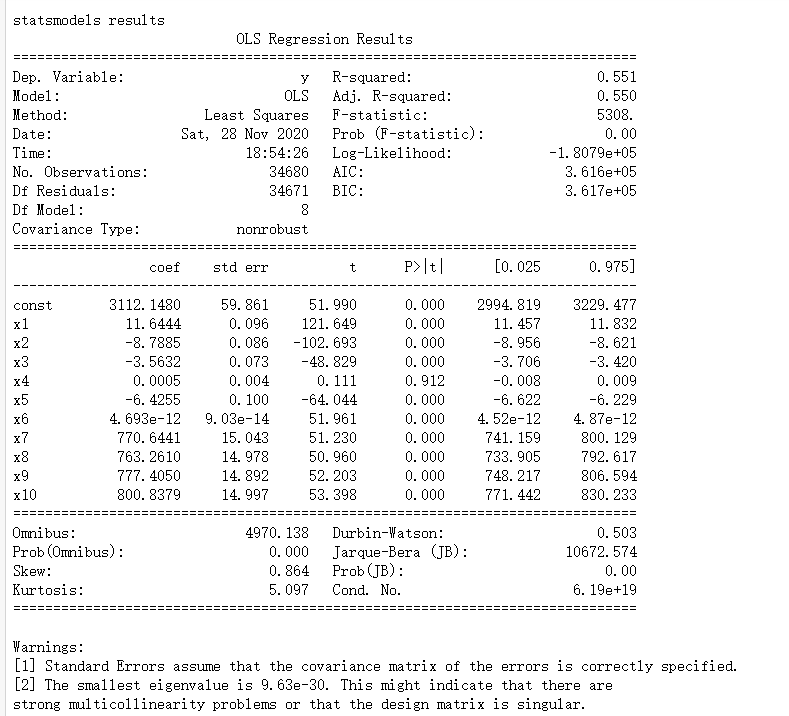 statsmodels results
OLS Regression Results
==============================================================================
Dep. Variable: y R-squared: 0.551
Model: OLS Adj. R-squared: 0.550
Method: Least Squares F-statistic: 5308.
Date: Sat, 28 Nov 2020 Prob (F-statistic): 0.00
Time: 18:54:26 Log-Likelihood: -1.8079e+05
No. Observations: 34680 AIC: 3.616e+05
Df Residuals: 34671 BIC: 3.617e+05
Df Model: 8
Covariance Type: nonrobust
==============================================================================
coef std err t P>|t| [0.025 0.975]
------------------------------------------------------------------------------
const 3112.1480 59.861 51.990 0.000 2994.819 3229.477
x1 11.6444 0.096 121.649 0.000 11.457 11.832
x2 -8.7885 0.086 -102.693 0.000 -8.956 -8.621
x3 -3.5632 0.073 -48.829 0.000 -3.706 -3.420
x4 0.0005 0.004 0.111 0.912 -0.008 0.009
x5 -6.4255 0.100 -64.044 0.000 -6.622 -6.229
x6 4.693e-12 9.03e-14 51.961 0.000 4.52e-12 4.87e-12
x7 770.6441 15.043 51.230 0.000 741.159 800.129
x8 763.2610 14.978 50.960 0.000 733.905 792.617
x9 777.4050 14.892 52.203 0.000 748.217 806.594
x10 800.8379 14.997 53.398 0.000 771.442 830.233
==============================================================================
Omnibus: 4970.138 Durbin-Watson: 0.503
Prob(Omnibus): 0.000 Jarque-Bera (JB): 10672.574
Skew: 0.864 Prob(JB): 0.00
Kurtosis: 5.097 Cond. No. 6.19e+19
==============================================================================
Warnings:
[1] Standard Errors assume that the covariance matrix of the errors is correctly specified.
[2] The smallest eigenvalue is 9.63e-30. This might indicate that there are
strong multicollinearity problems or that the design matrix is singular.